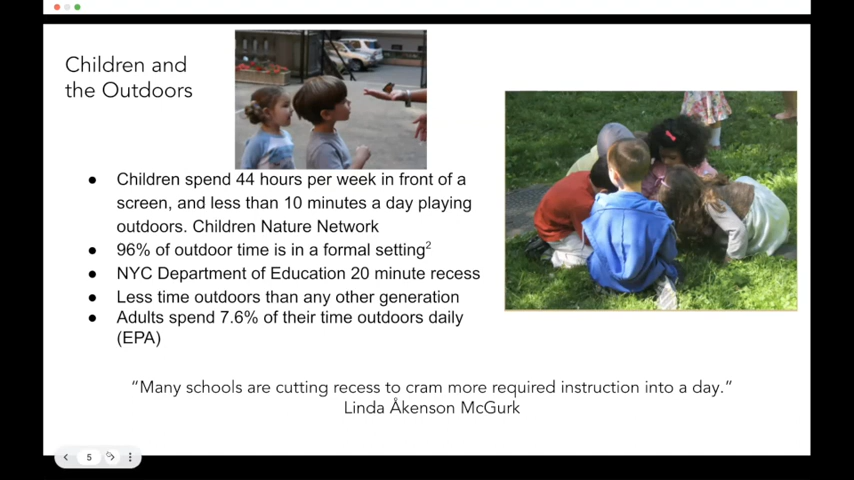 Children and
the Outdoors
● Children spend 44 hours per week in front of a
screen, and less than 10 minutes a day playing
outdoors. Children Nature Network
● 96% of outdoor time is in a formal setting2
● NYC Department of Education 20 minute recess
● Less time outdoors than any other generation
● Adults spend 7.6% of their time outdoors daily
(EPA)
“Many schools are cutting recess to cram more required instruction into a day.”
Linda Åkenson McGurk
5